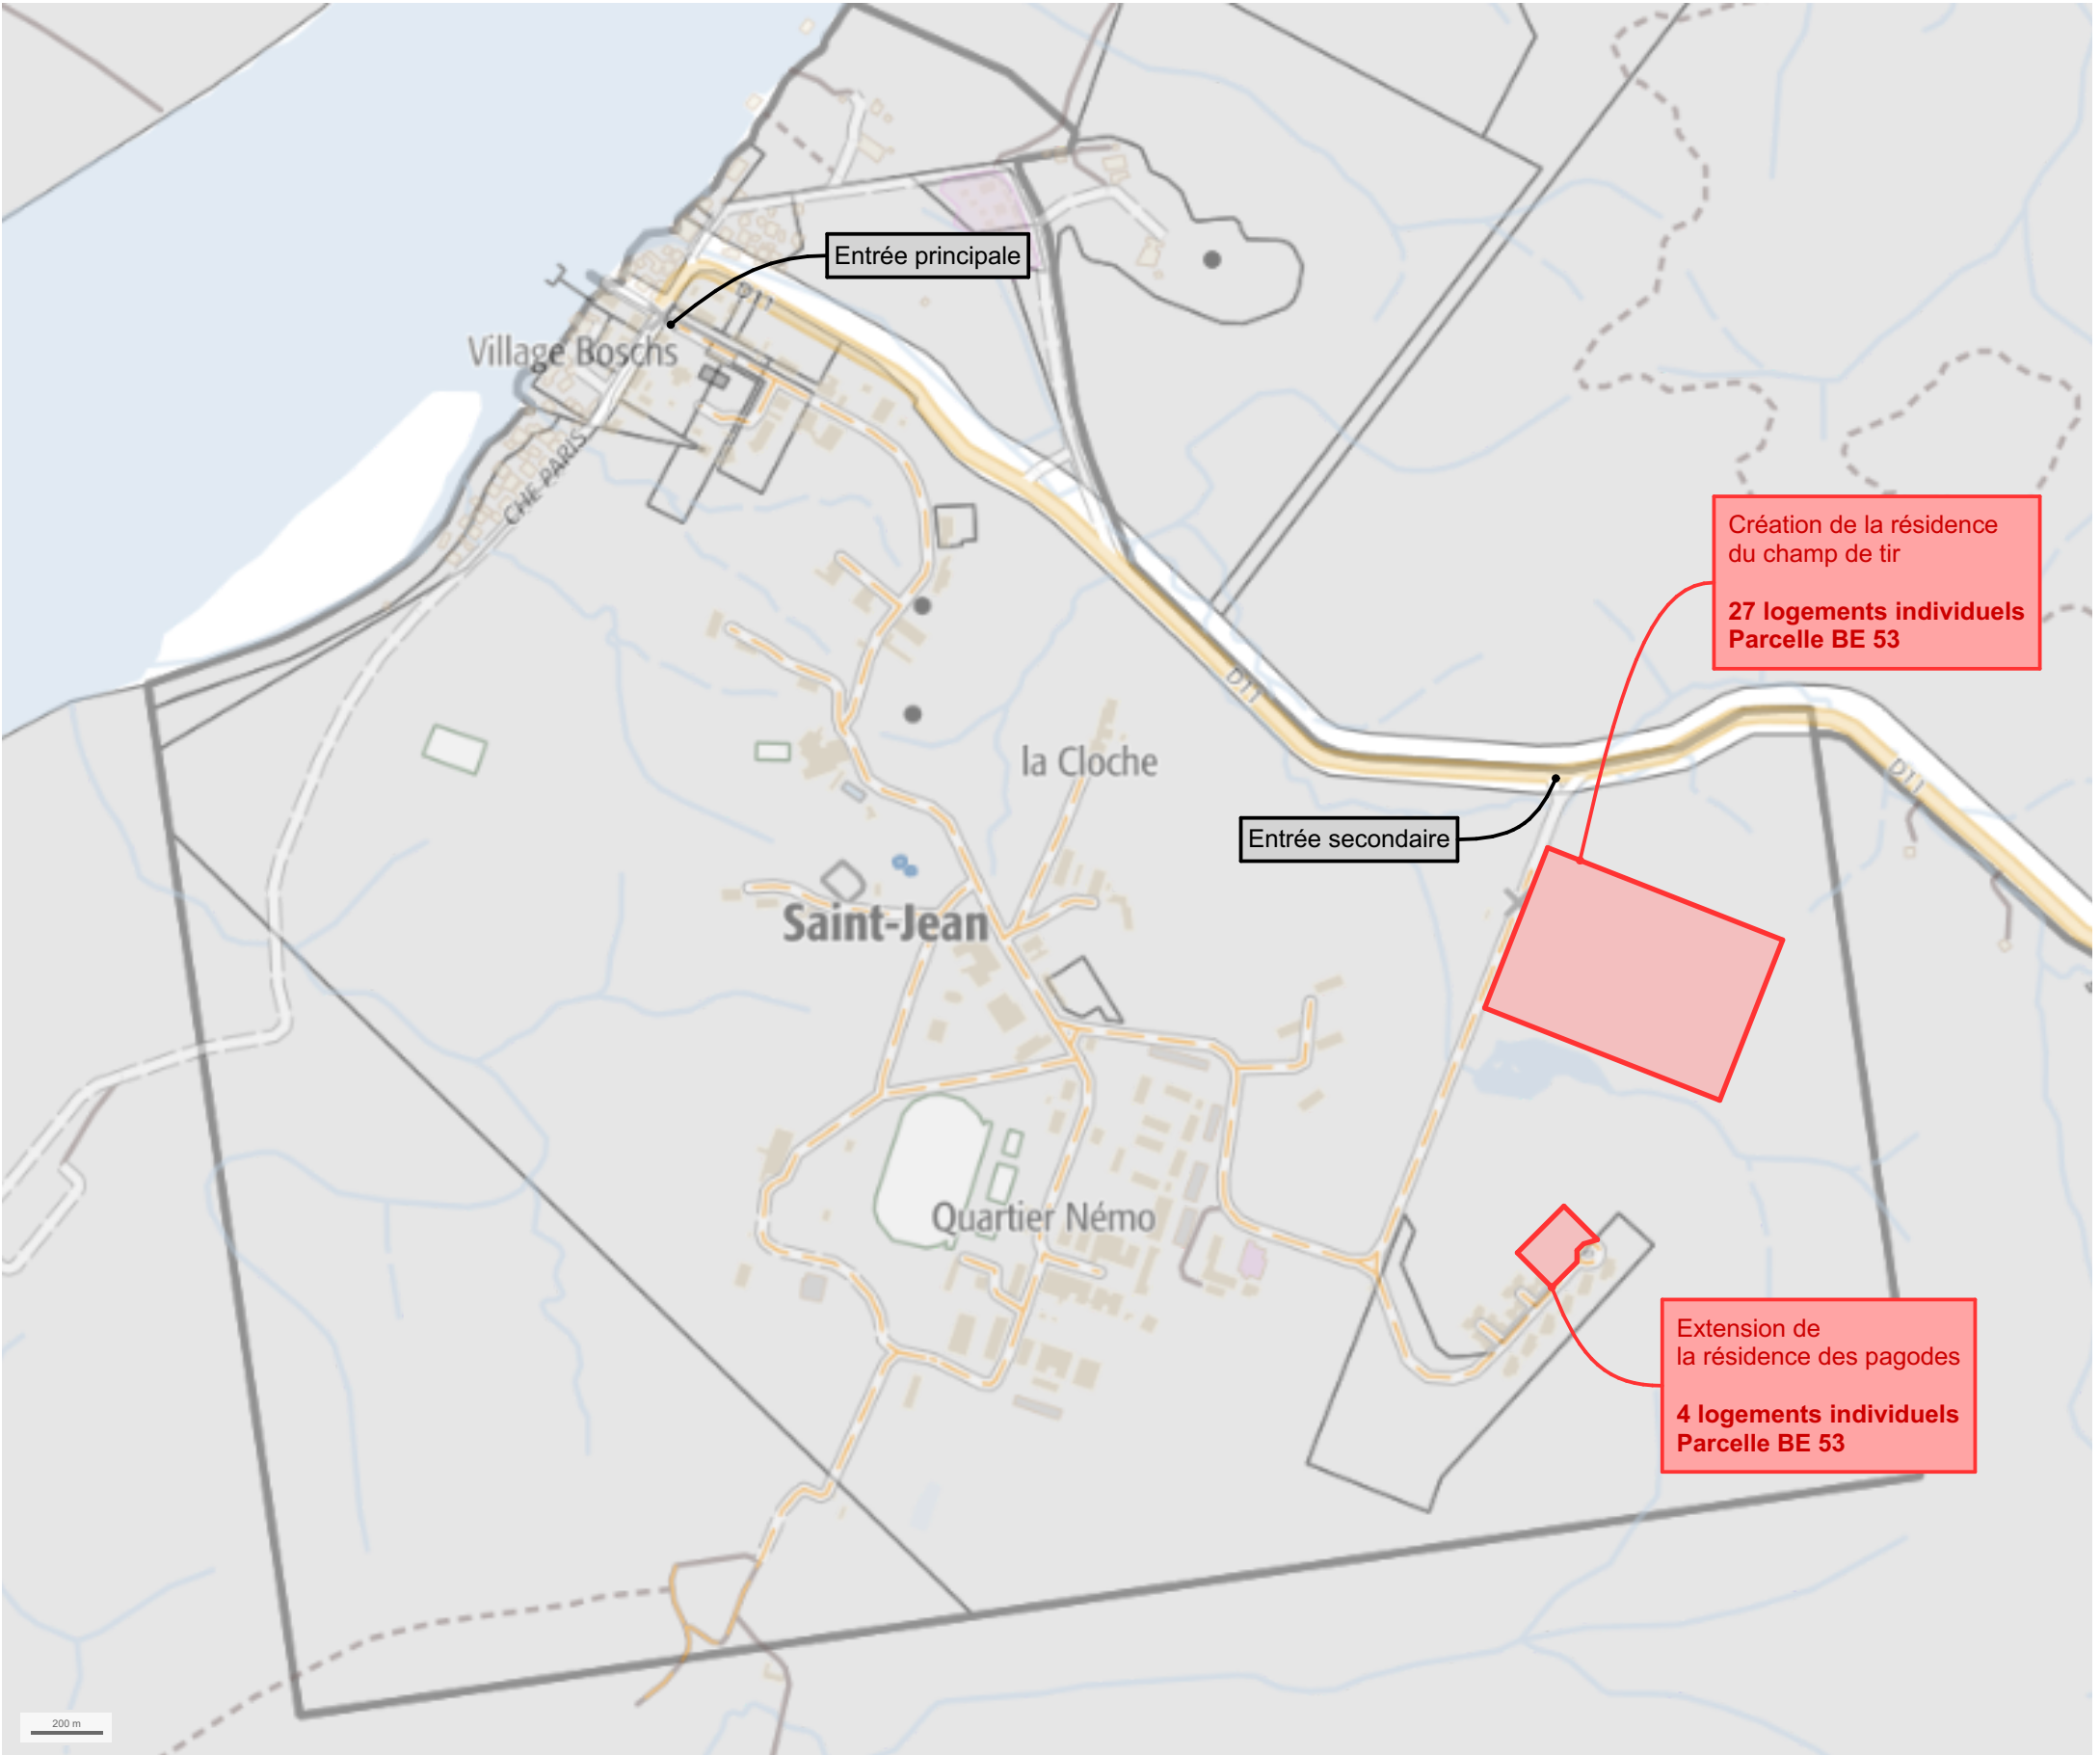 Entrée principale
D11
Village Boschs
CHE PARIS
Création de la résidence
du champ de tir
27 logements individuels
Parcelle BE 53
D11
la Cloche
D11
Entrée secondaire
Saint-Jean
Quartier Némo
Extension de
la résidence des pagodes
4 logements individuels
Parcelle BE 53
200 m